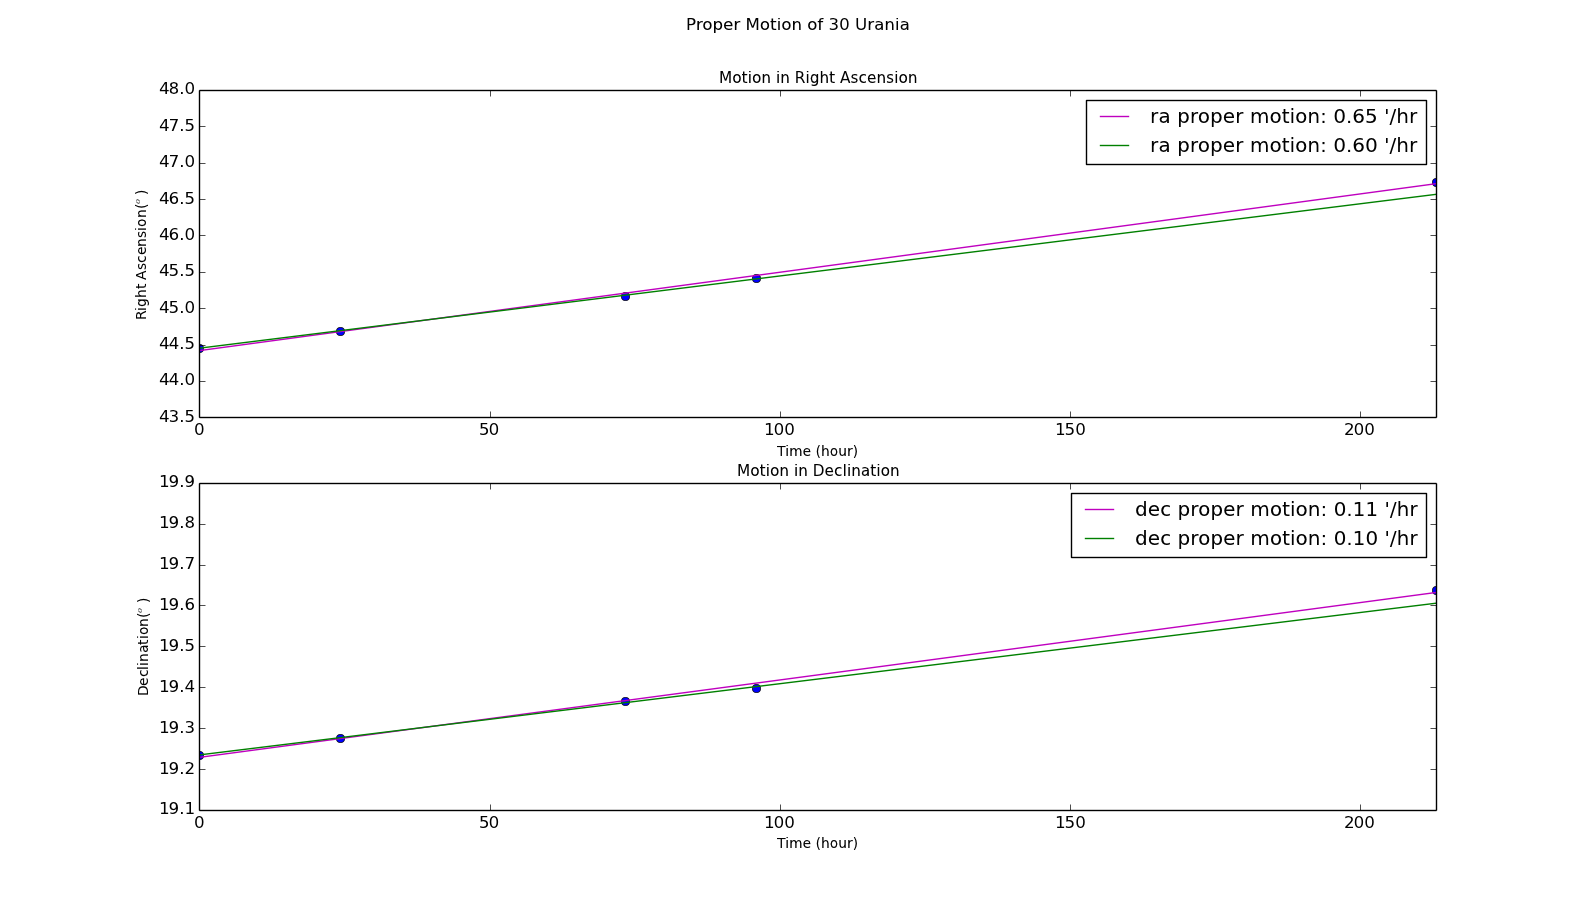 Proper Motion of 30 Urania
Motion in Right Ascension
48.0
47.5
47.0
46.5
46.0
45.5
45.0
44.5
44.0
43.5
Right Ascension(°)
ra proper motion: 0.65 '/hr
ra proper motion: 0.60 '/hr
0 50 100 150 200
Time (hour)
Motion in Declination
19.9
19.8
19.7
19.6
19.5
19.4
19.3
19.2
19.1
Declination(°)
dec proper motion: 0.11 '/hr
dec proper motion: 0.10 '/hr
0 50 100 150 200
Time (hour)